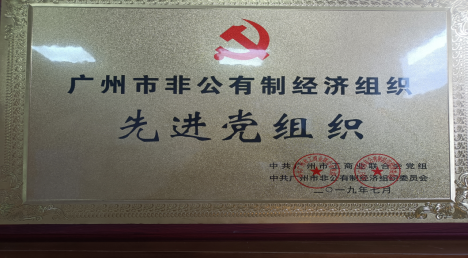 广州市非公有制经济组织
先进党组织
中共广州市工商业联合会党组
中共广州市非公有制经济组织委员会
二〇一九年七月